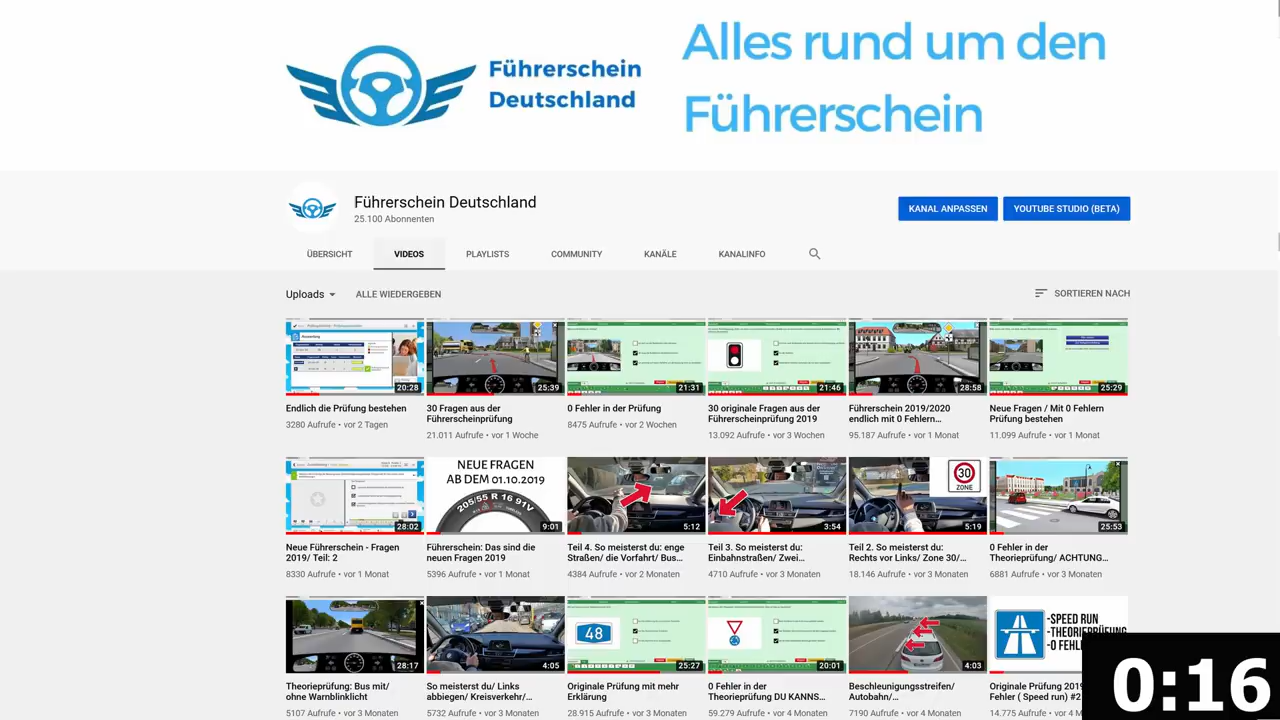 Führerschein
Deutschland
Alles rund um den
Führerschein
Führerschein Deutschland
25.100 Abonnenten
KANAL ANPASSEN
YOUTUBE STUDIO (BETA)
ÜBERSICHT
VIDEOS
PLAYLISTS
COMMUNITY
KANÄLE
KANALINFO
Uploads
ALLE WIEDERGEBEN
SORTIEREN NACH
20:28
25:39
21:31
21:46
28:58
25:29
Endlich die Prüfung bestehen
3280 Aufrufe • vor 2 Tagen
30 Fragen aus der
Führerscheinprüfung
21.011 Aufrufe • vor 1 Woche
0 Fehler in der Prüfung
8475 Aufrufe • vor 2 Wochen
30 originale Fragen aus der
Führerscheinprüfung 2019
13.092 Aufrufe • vor 3 Wochen
Führerschein 2019/2020
endlich mit 0 Fehlern...
95.187 Aufrufe • vor 1 Monat
Neue Fragen / Mit 0 Fehlern
Prüfung bestehen
11.099 Aufrufe • vor 1 Monat
28:02
NEUE FRAGEN
AB DEM 01.10.2019
205/55 R 16 91V
9:01
5:12
3:54
30
ZONE
5:19
25:53
Neue Führerschein - Fragen
2019/ Teil: 2
8330 Aufrufe • vor 1 Monat
Führerschein: Das sind die
neuen Fragen 2019
5396 Aufrufe • vor 1 Monat
Teil 4. So meisterst du: enge
Straßen/ die Vorfahrt/ Bus...
4384 Aufrufe • vor 2 Monaten
Teil 3. So meisterst du:
Einbahnstraßen/ Zwei...
4710 Aufrufe • vor 3 Monaten
Teil 2. So meisterst du:
Rechts vor Links/ Zone 30/...
18.146 Aufrufe • vor 3 Monaten
0 Fehler in der
Theorieprüfung/ ACHTUNG...
6881 Aufrufe • vor 3 Monaten
28:17
4:05
48
25:27
20:01
4:03
-SPEED RUN
-THEORIEPRÜFUNG
-0 FEHLE
Theorieprüfung: Bus mit/
ohne Warnblinklicht
5107 Aufrufe • vor 3 Monaten
So meisterst du/ Links
abbiegen/ Kreisverkehr/...
5732 Aufrufe • vor 3 Monaten
Originale Prüfung mit mehr
Erklärung
28.915 Aufrufe • vor 3 Monaten
0 Fehler in der
Theorieprüfung DU KANNS...
59.279 Aufrufe • vor 4 Monaten
Beschleunigungsstreifen/
Autobahn/...
7190 Aufrufe • vor 4 Monaten
Originale Prüfung 201
Fehler ( Speed run) #2
14.775 Aufrufe • vor 4 M
0:16